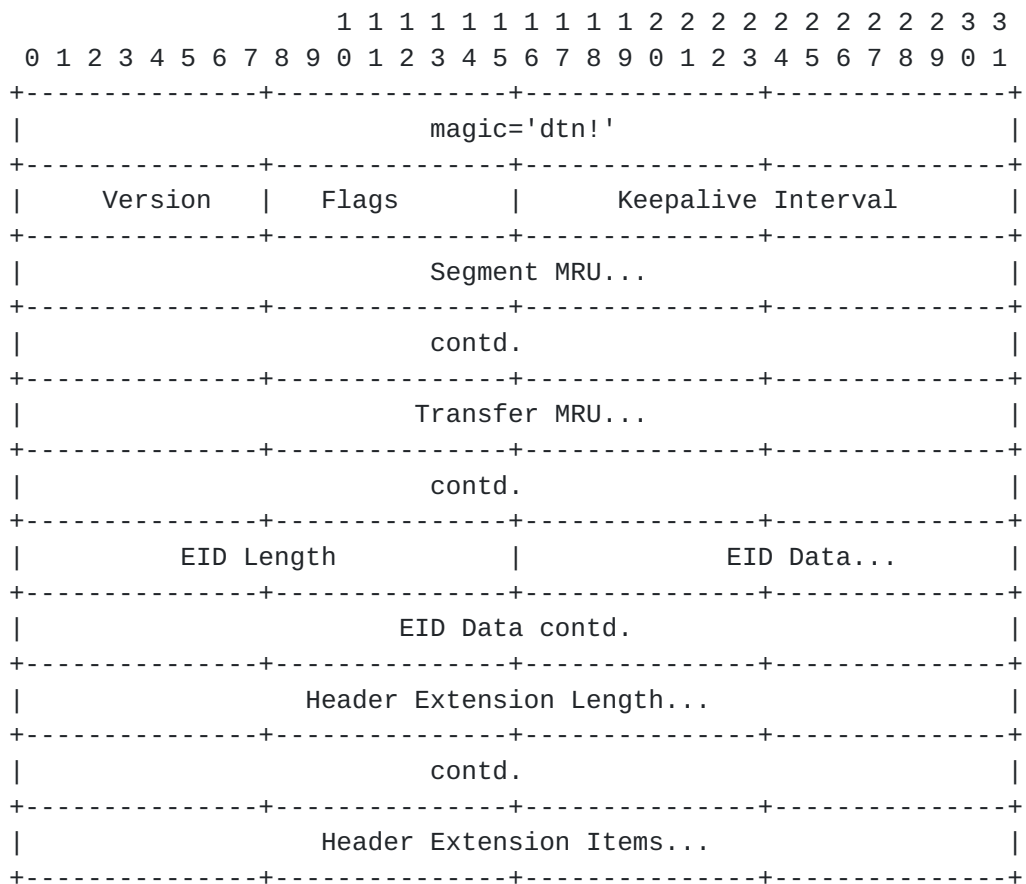 1 1 1 1 1 1 1 1 1 1 2 2 2 2 2 2 2 2 2 2 3 3
 0 1 2 3 4 5 6 7 8 9 0 1 2 3 4 5 6 7 8 9 0 1 2 3 4 5 6 7 8 9 0 1
+---------------+---------------+---------------+---------------+
|                          magic='dtn!'                         |
+---------------+---------------+---------------+---------------+
|     Version   |   Flags       |      Keepalive Interval       |
+---------------+---------------+---------------+---------------+
|                          Segment MRU...                       |
+---------------+---------------+---------------+---------------+
|                          contd.                               |
+---------------+---------------+---------------+---------------+
|                         Transfer MRU...                       |
+---------------+---------------+---------------+---------------+
|                          contd.                               |
+---------------+---------------+---------------+---------------+
|          EID Length           |             EID Data...       |
+---------------+---------------+---------------+---------------+
|                        EID Data contd.                        |
+---------------+---------------+---------------+---------------+
|                  Header Extension Length...                   |
+---------------+---------------+---------------+---------------+
|                          contd.                               |
+---------------+---------------+---------------+---------------+
|                   Header Extension Items...                   |
+---------------+---------------+---------------+---------------+